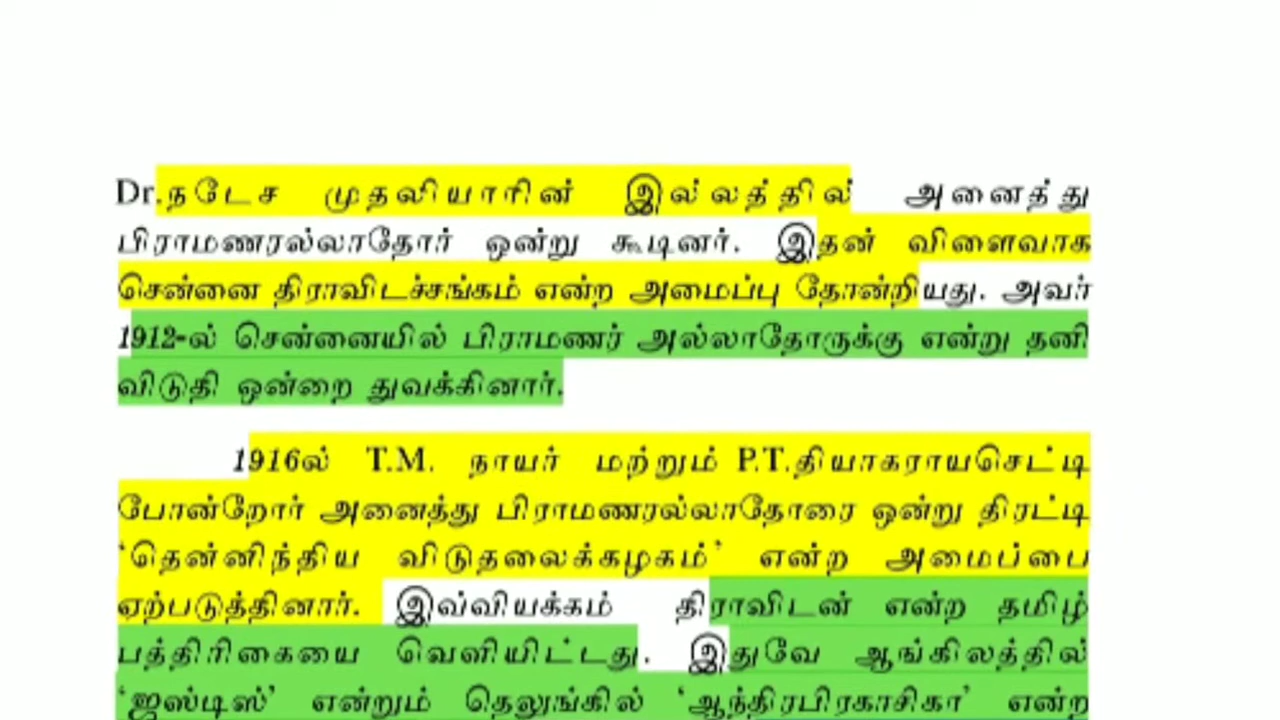 Dr.நடேச முதலியாரின் இல்லத்தில் அனைத்து
பிராமணரல்லாதோர் ஒன்று கூடினர். இதன் விளைவாக
சென்னை திராவிடச்சங்கம் என்ற அமைப்பு தோன்றியது. அவர்
1912-ல் சென்னையில் பிராமணர் அல்லாதோருக்கு என்று தனி
விடுதி ஒன்றை துவக்கினார்.
1916ல் T.M. நாயர் மற்றும் P.T.தியாகராயசெட்டி
போன்றோர் அனைத்து பிராமணரல்லாதோரை ஒன்று திரட்டி
‘தென்னிந்திய விடுதலைக்கழகம்’ என்ற அமைப்பை
ஏற்படுத்தினார். இவ்வியக்கம் திராவிடன் என்ற தமிழ்
பத்திரிகையை வெளியிட்டது. இதுவே ஆங்கிலத்தில்
‘ஜஸ்டிஸ்’ என்றும் தெலுங்கில் ‘ஆந்திரபிரகாசிகா’ என்ற